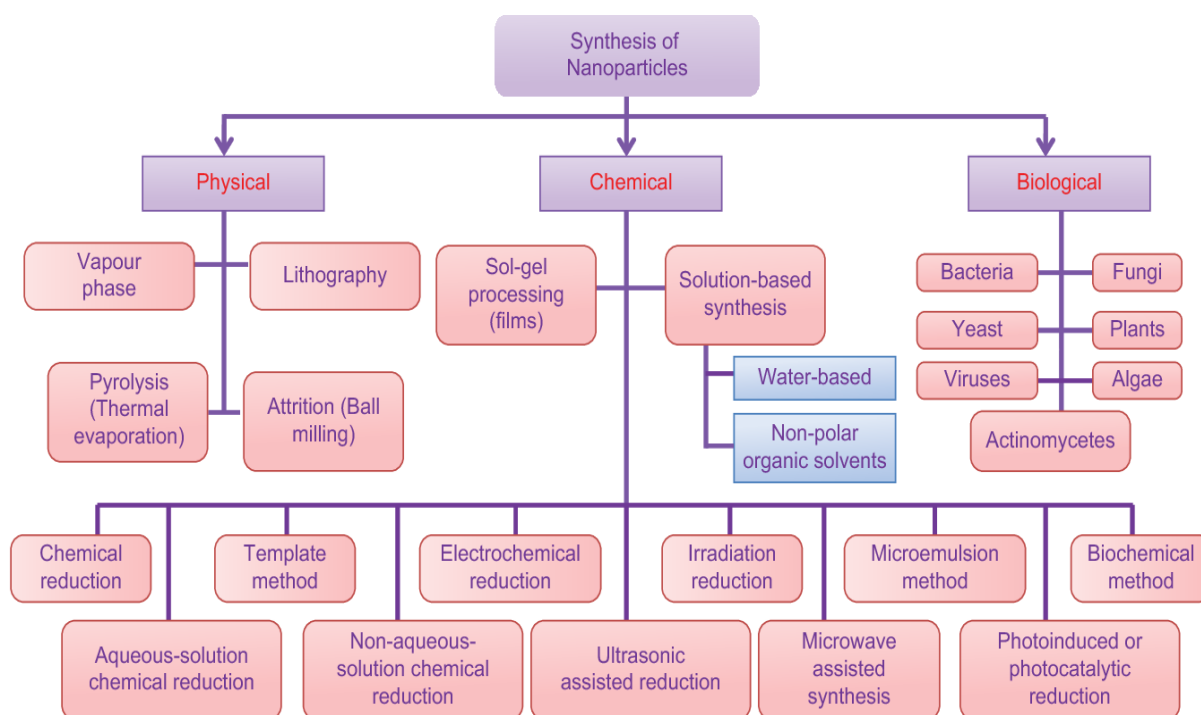 Synthesis of
Nanoparticles
Physical
Chemical
Biological
Vapour
phase
Lithography
Sol-gel
processing
(films)
Solution-based
synthesis
Bacteria
Fungi
Yeast
Plants
Viruses
Algae
Actinomycetes
Pyrolysis
(Thermal
evaporation)
Attrition (Ball
milling)
Water-based
Non-polar
organic solvents
Chemical
reduction
Template
method
Electrochemical
reduction
Irradiation
reduction
Microemulsion
method
Biochemical
method
Aqueous-solution
chemical reduction
Non-aqueous-
solution chemical
reduction
Ultrasonic
assisted reduction
Microwave
assisted
synthesis
Photoinduced or
photocatalytic
reduction